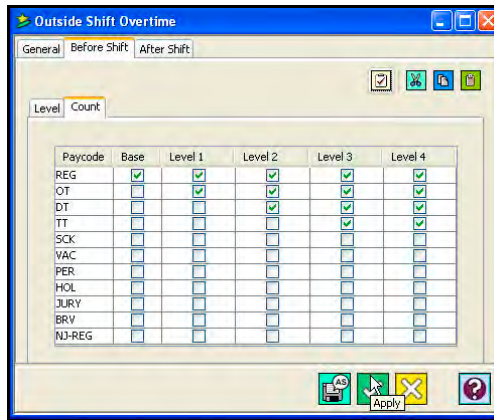 Outside Shift Overtime
General Before Shift After Shift
Level Count
Paycode Base Level 1 Level 2 Level 3 Level 4
REG
OT
DT
TT
SCK
VAC
PER
HOL
JURY
BRV
NJ-REG
AS
Apply